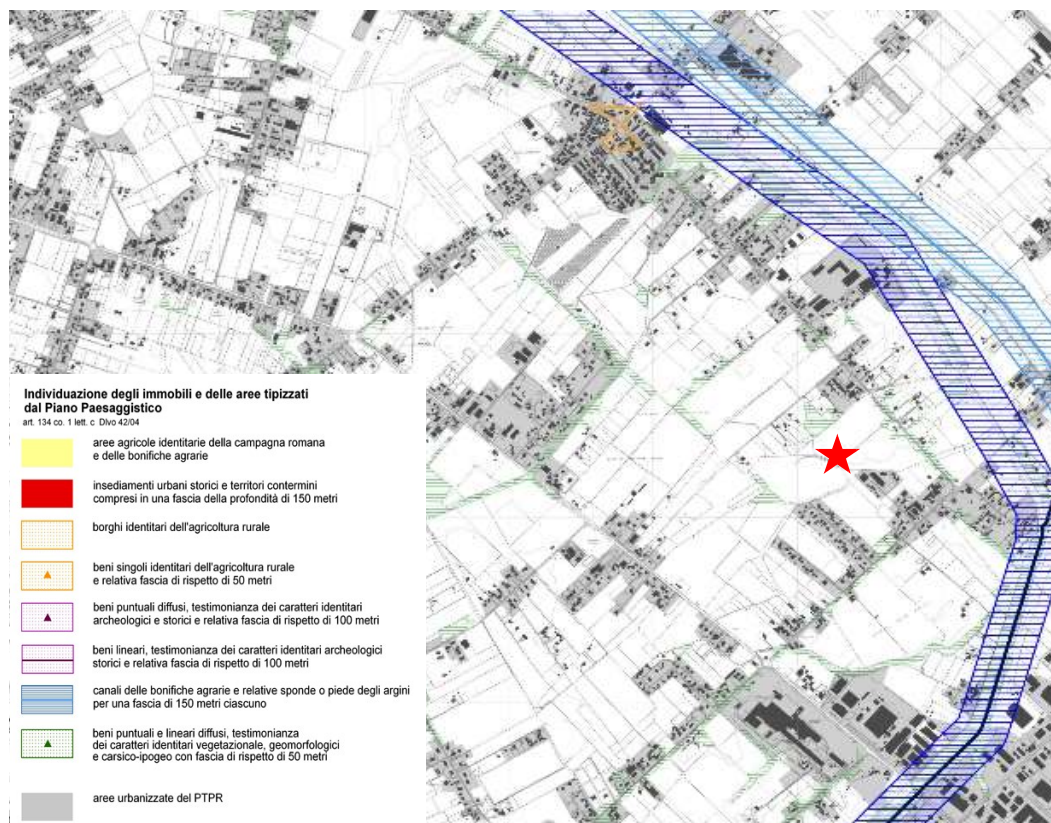 Individuazione degli immobili e delle aree tipizzati
dal Piano Paesaggistico
art. 134 co. 1 lett. c Dlvo 42/04
aree agricole identitarie della campagna romana
e delle bonifiche agrarie
insediamenti urbani storici e territori contermini
compresi in una fascia della profondità di 150 metri
borghi identitari dell'agricoltura rurale
beni singoli identitari dell'agricoltura rurale
e relativa fascia di rispetto di 50 metri
beni puntuali diffusi, testimonianza dei caratteri identitari
archeologici e storici e relativa fascia di rispetto di 100 metri
beni lineari, testimonianza dei caratteri identitari archeologici
storici e relativa fascia di rispetto di 100 metri
canali delle bonifiche agrarie e relative sponde o piede degli argini
per una fascia di 150 metri ciascuno
beni puntuali e lineari diffusi, testimonianza
dei caratteri identitari vegetazionale, geomorfologici
e carsico-ipogeo con fascia di rispetto di 50 metri
aree urbanizzate del PTPR